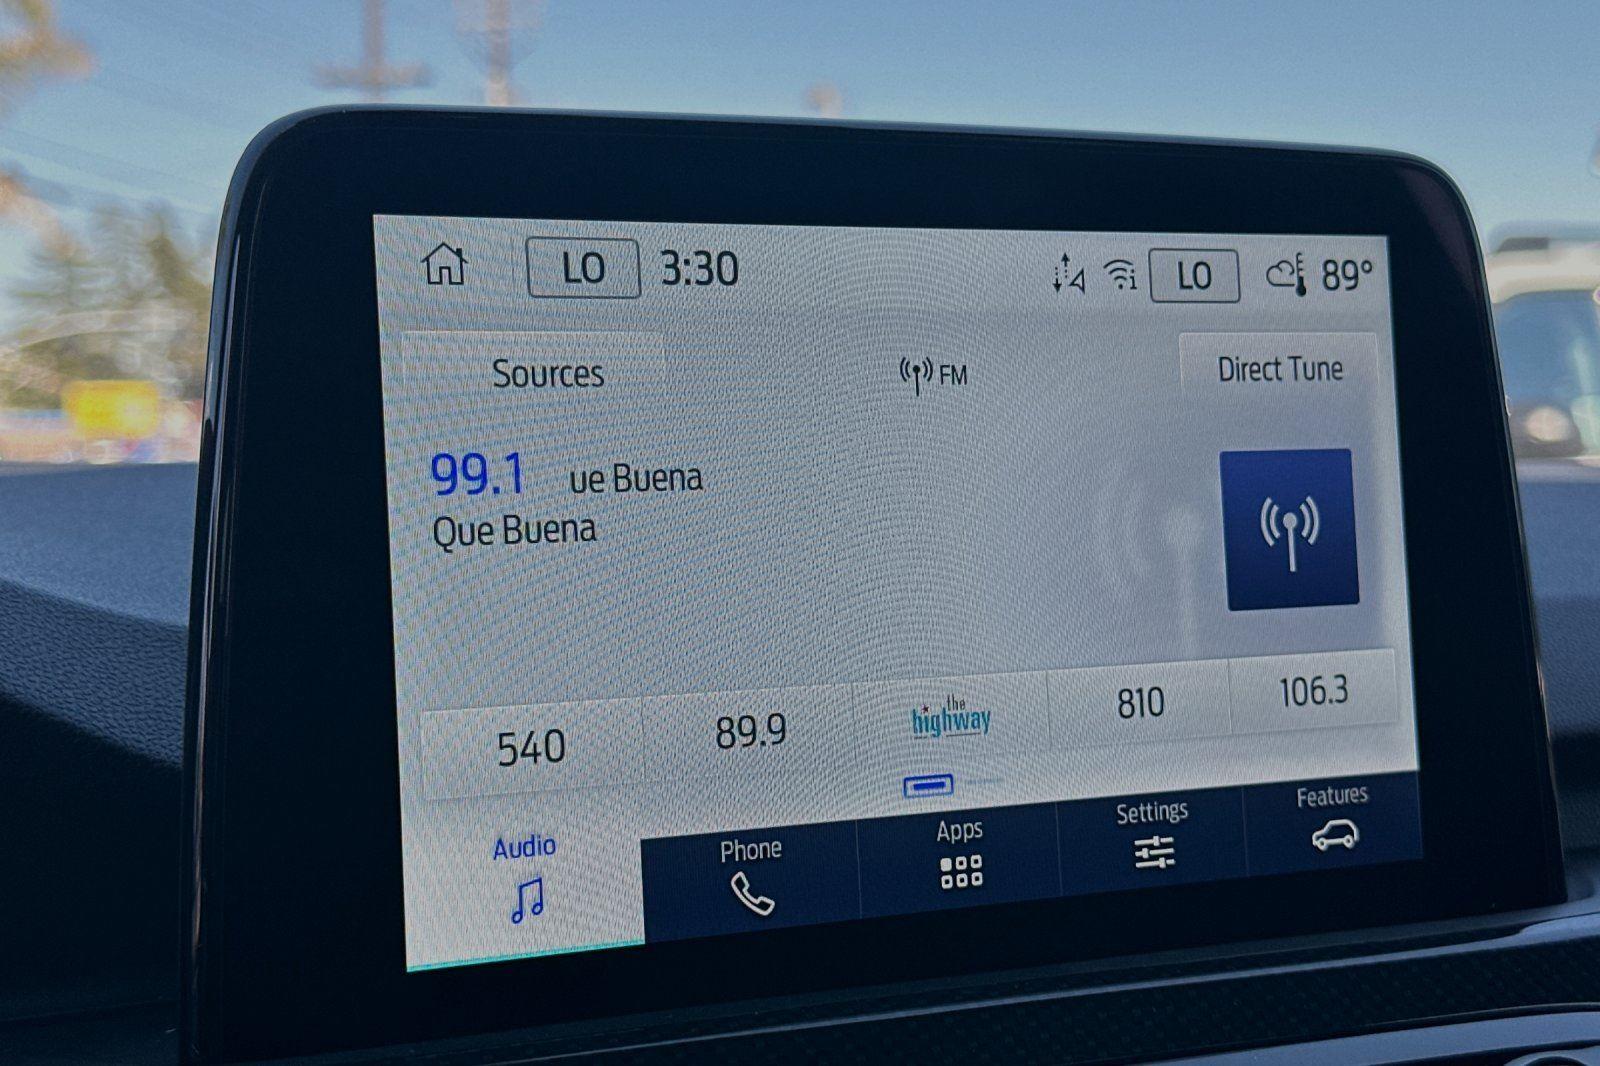 LO 3:30 LO 89°
Sources FM Direct Tune
99.1 ue Buena
Que Buena
540 89.9 the highway 810 106.3
Audio Phone Apps Settings Features